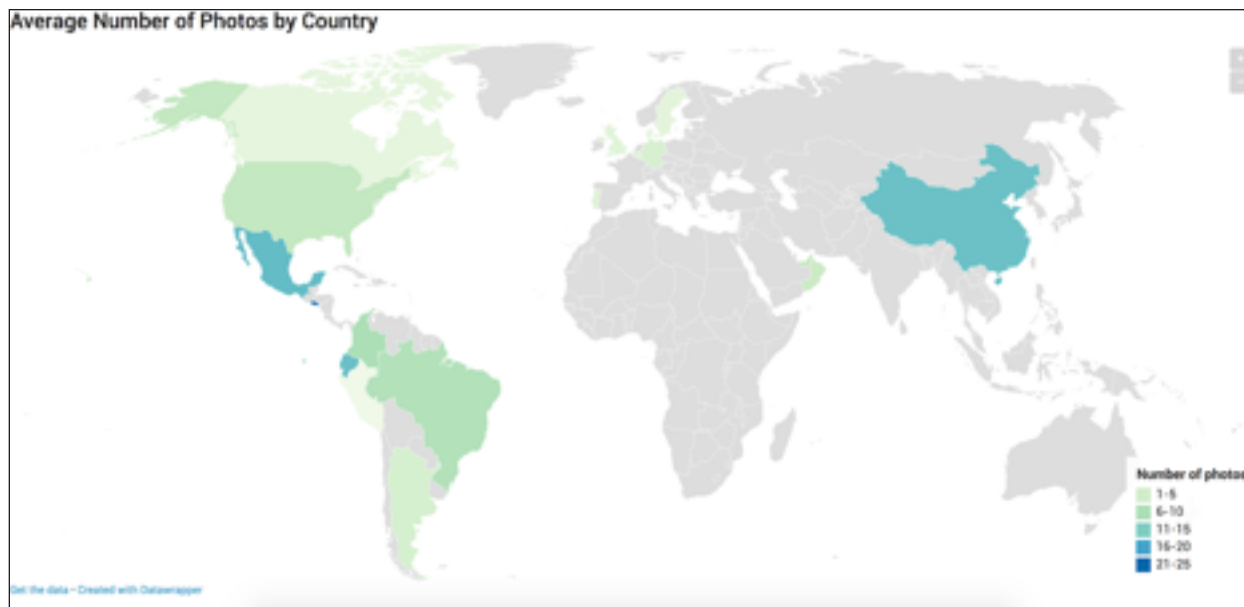 Average Number of Photos by Country
Number of photos
1-5
6-10
11-15
16-20
21-25
Get the data • Created with Datawrapper